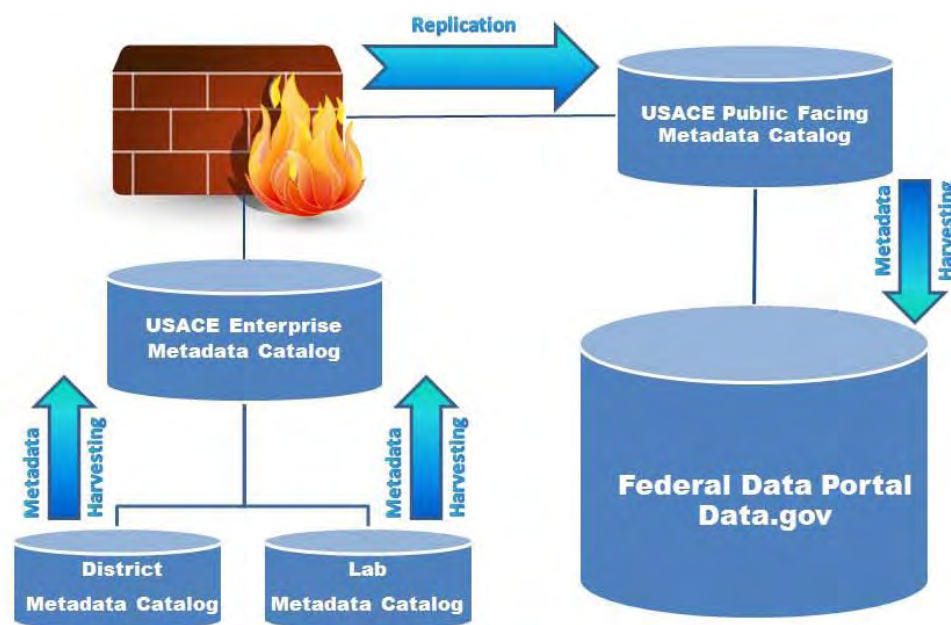 Replication
USACE Public Facing
Metadata Catalog
Metadata
Harvesting
USACE Enterprise
Metadata Catalog
Metadata
Harvesting
Metadata
Harvesting
Federal Data Portal
Data.gov
District
Metadata Catalog
Lab
Metadata Catalog